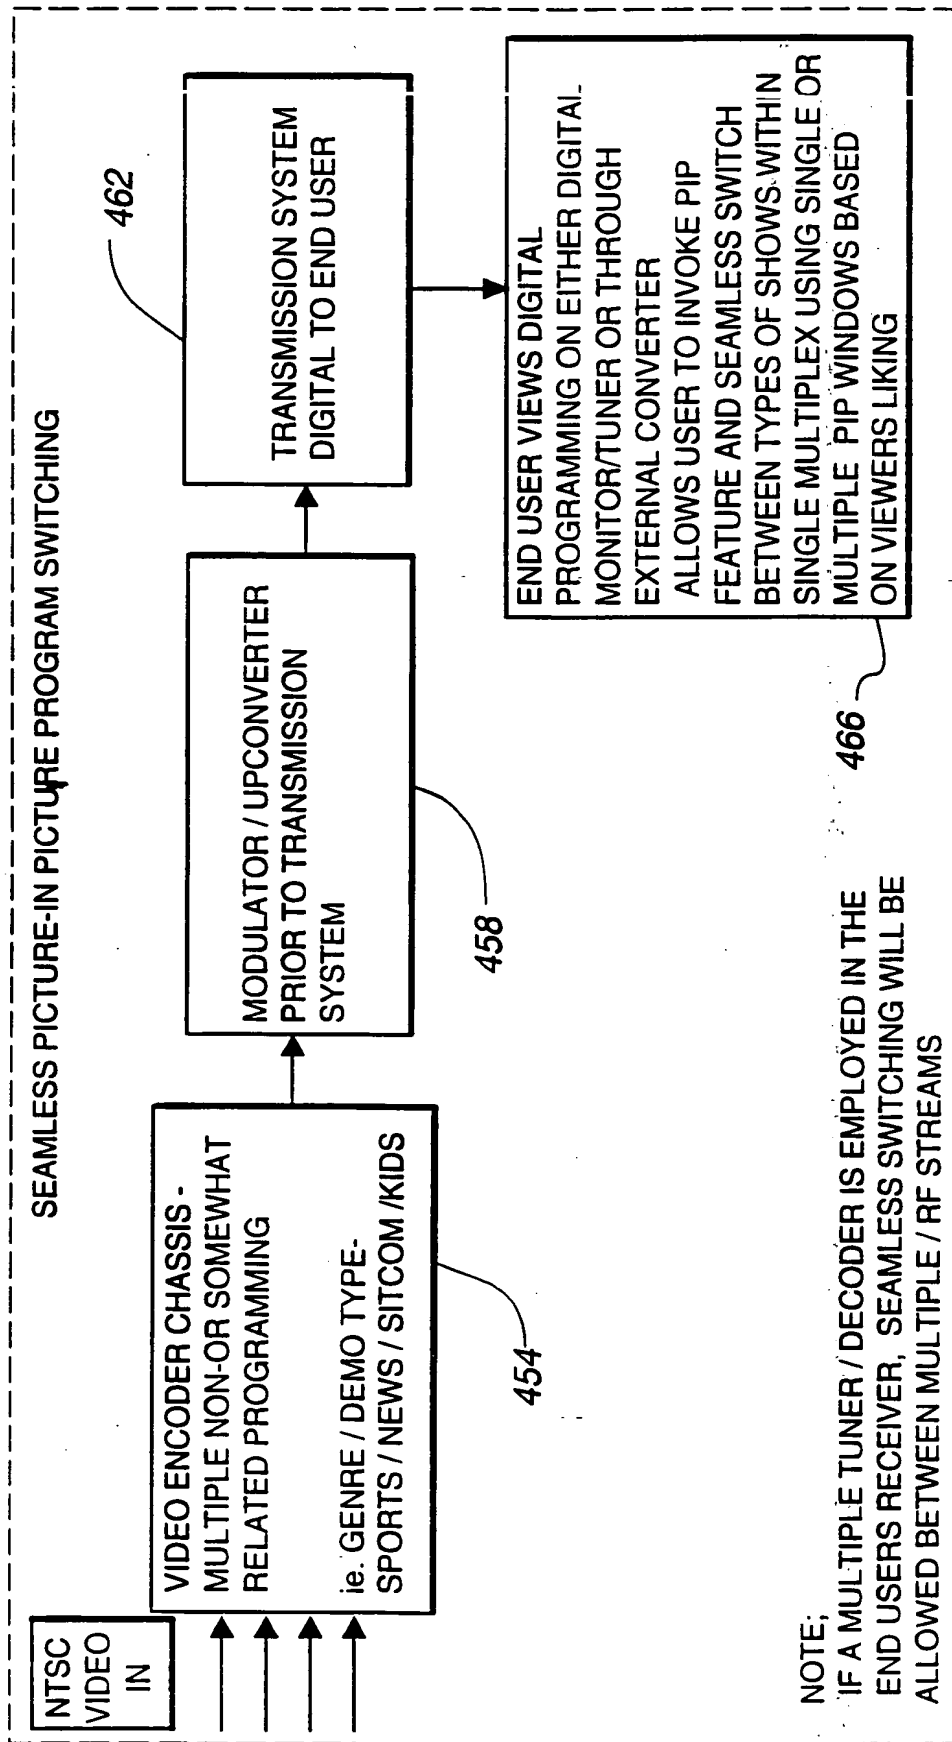 SEAMLESS PICTURE-IN PICTURE PROGRAM SWITCHING
NTSC
VIDEO
IN
VIDEO ENCODER CHASSIS -
MULTIPLE NON-OR SOMEWHAT
RELATED PROGRAMMING
ie. GENRE / DEMO TYPE-
SPORTS / NEWS / SITCOM /KIDS
454
MODULATOR / UPCONVERTER
PRIOR TO TRANSMISSION
SYSTEM
458
TRANSMISSION SYSTEM
DIGITAL TO END USER
462
END USER VIEWS DIGITAL
PROGRAMMING ON EITHER DIGITAL
MONITOR/TUNER OR THROUGH
EXTERNAL CONVERTER
ALLOWS USER TO INVOKE PIP
FEATURE AND SEAMLESS SWITCH
BETWEEN TYPES OF SHOWS WITHIN
SINGLE MULTIPLEX USING SINGLE OR
MULTIPLE PIP WINDOWS BASED
ON VIEWERS LIKING
466
NOTE;
IF A MULTIPLE TUNER / DECODER IS EMPLOYED IN THE
END USERS RECEIVER, SEAMLESS SWITCHING WILL BE
ALLOWED BETWEEN MULTIPLE / RF STREAMS